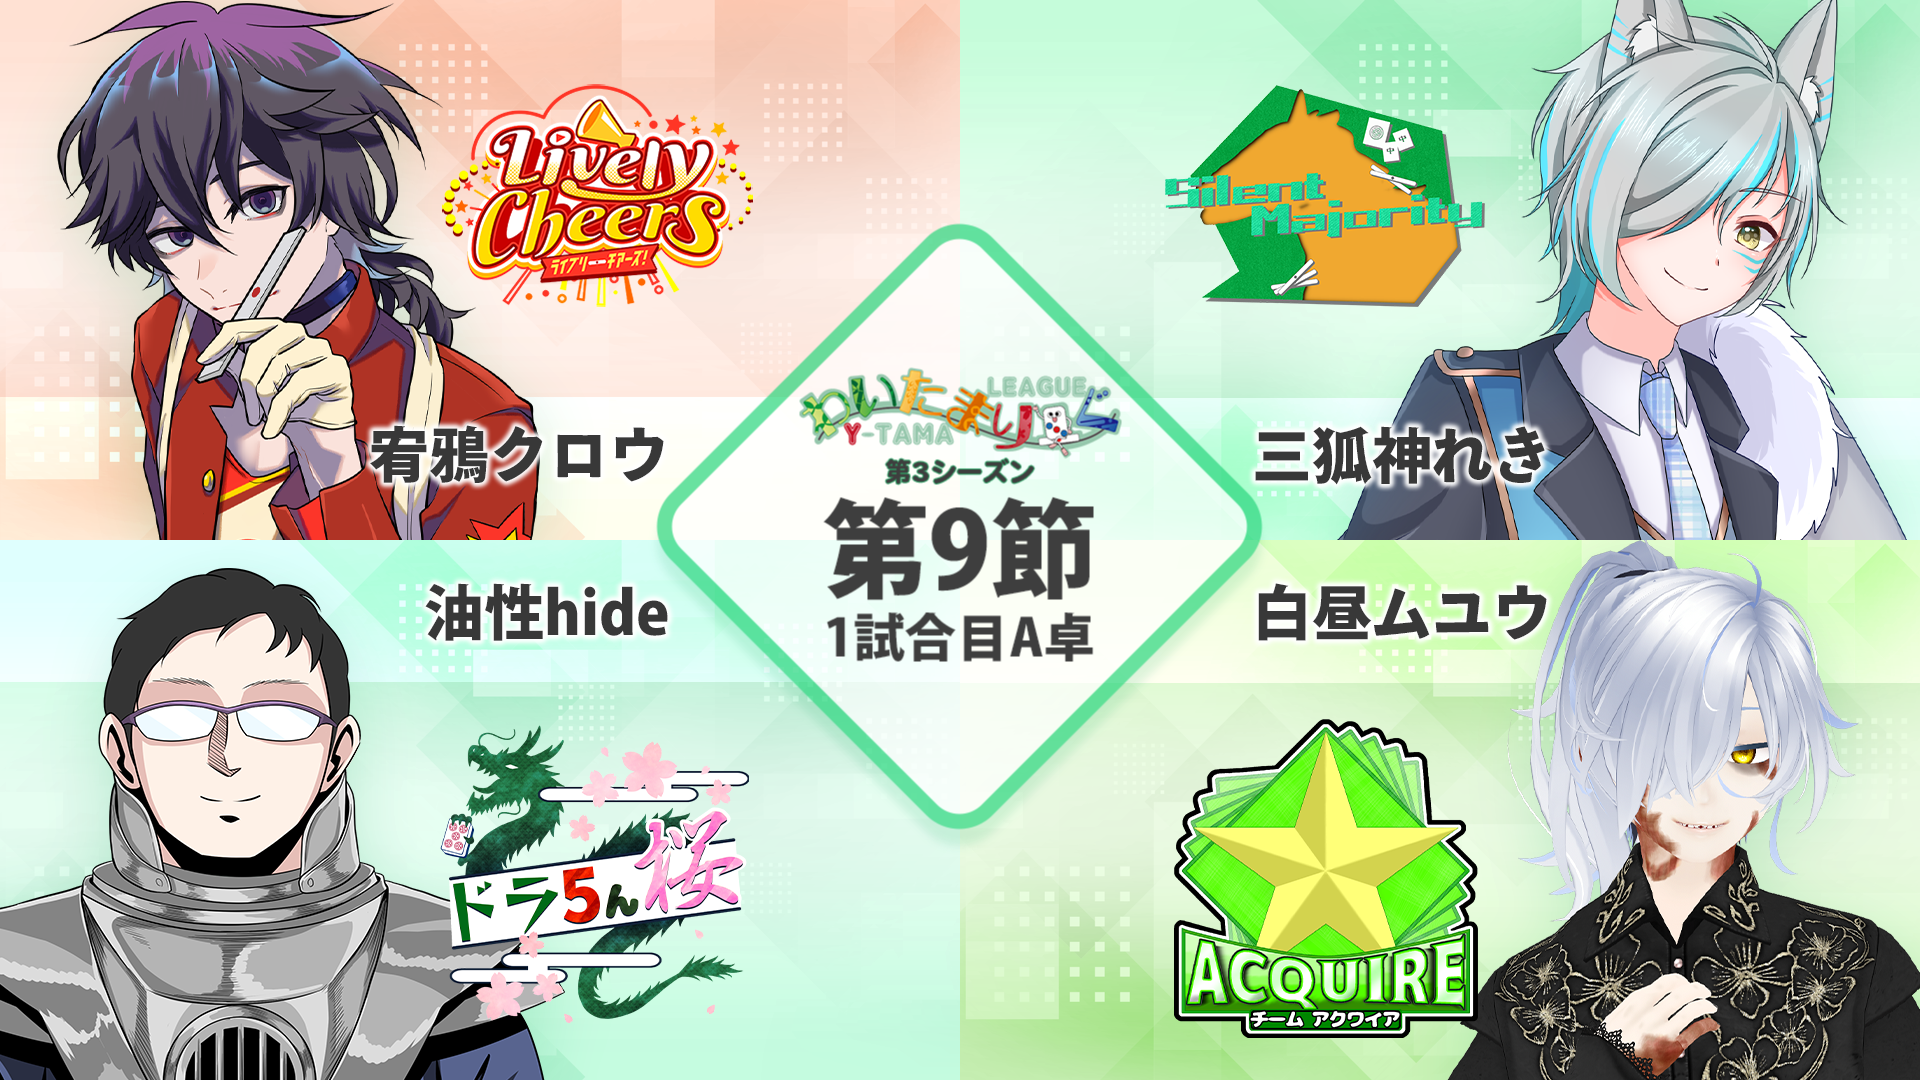 Lively
Cheers
ライブリーチアーズ!
宥鴉クロウ
Silent
Majority
三狐神れき
わいたまりーぐ
LEAGUE
Y-TAMA
第3シーズン
第9節
1試合目A卓
油性hide
ドラ5ん桜
白昼ムユウ
ACQUIRE
チーム アクワイア